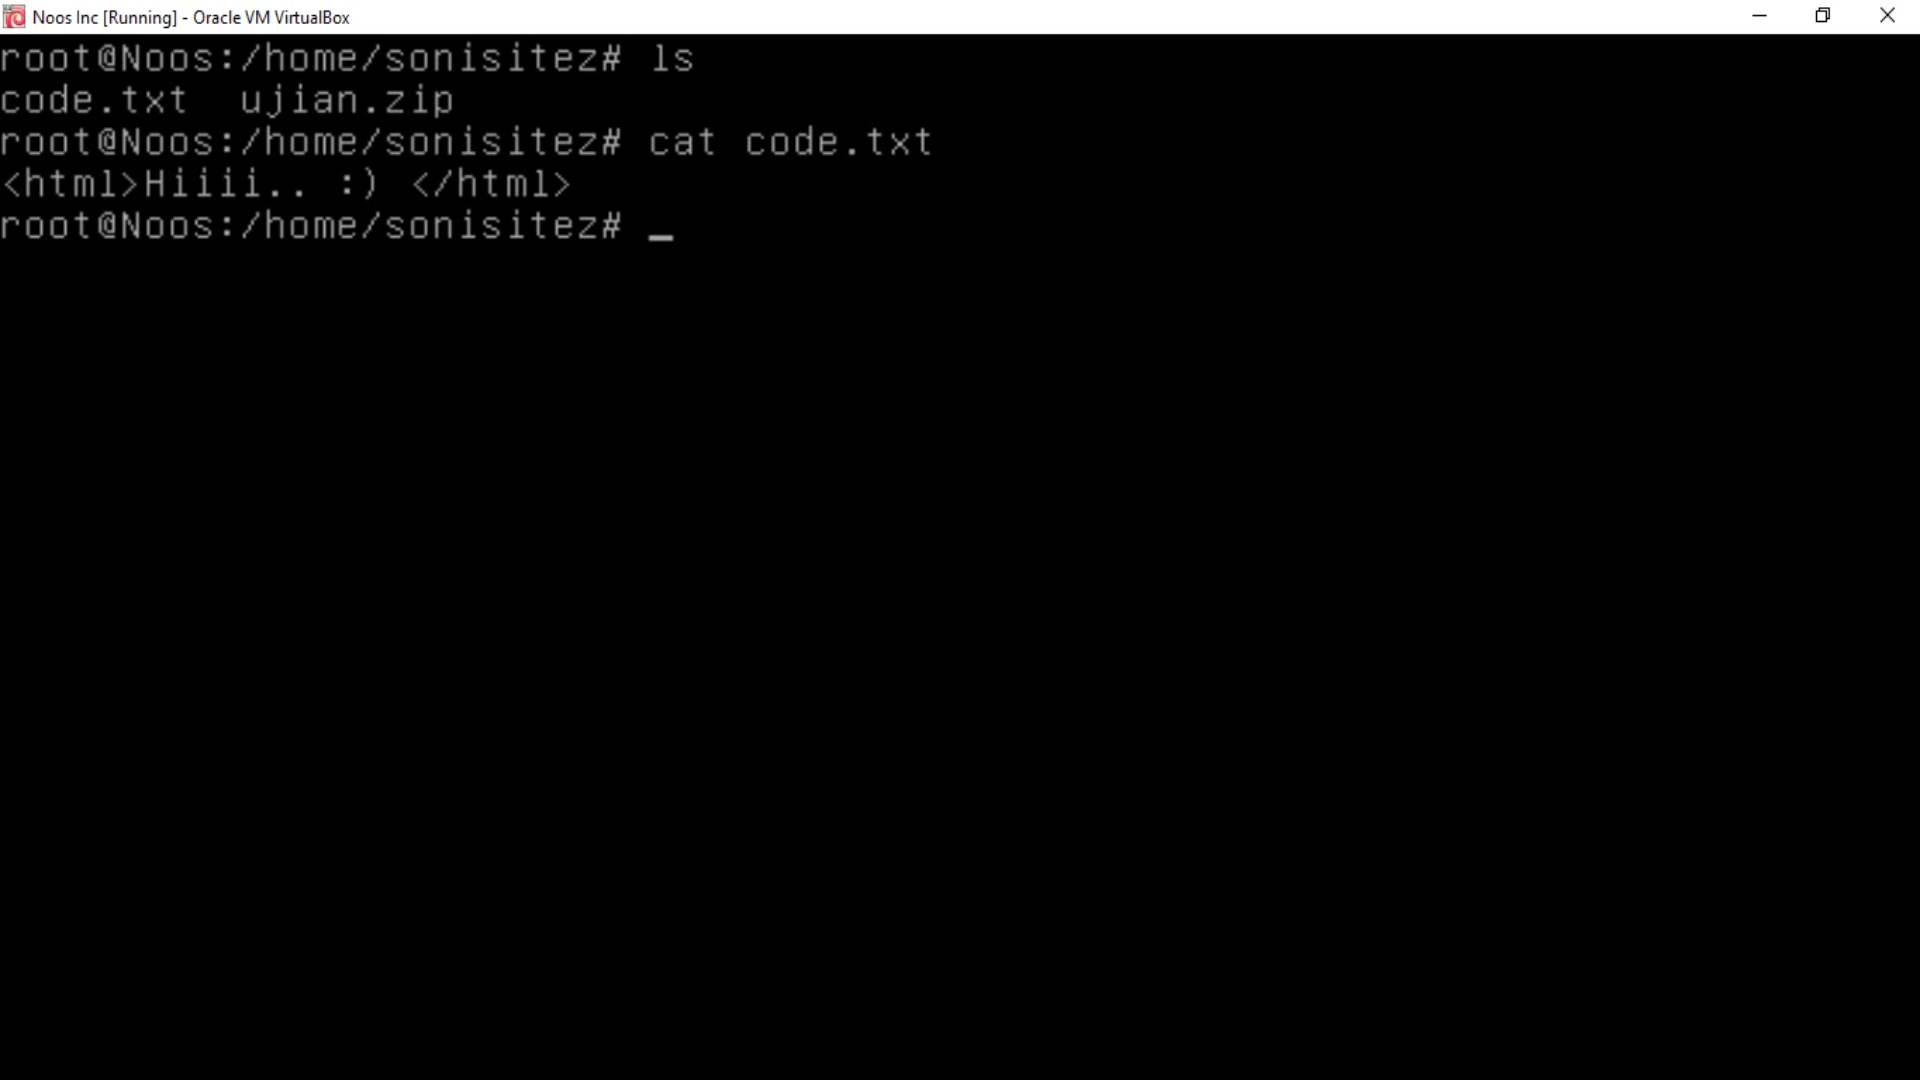 Noos Inc [Running] - Oracle VM VirtualBox
root@Noos:/home/sonisitez# ls
code.txt  ujian.zip
root@Noos:/home/sonisitez# cat code.txt
<html>Hiiii.. :) </html>
root@Noos:/home/sonisitez# _